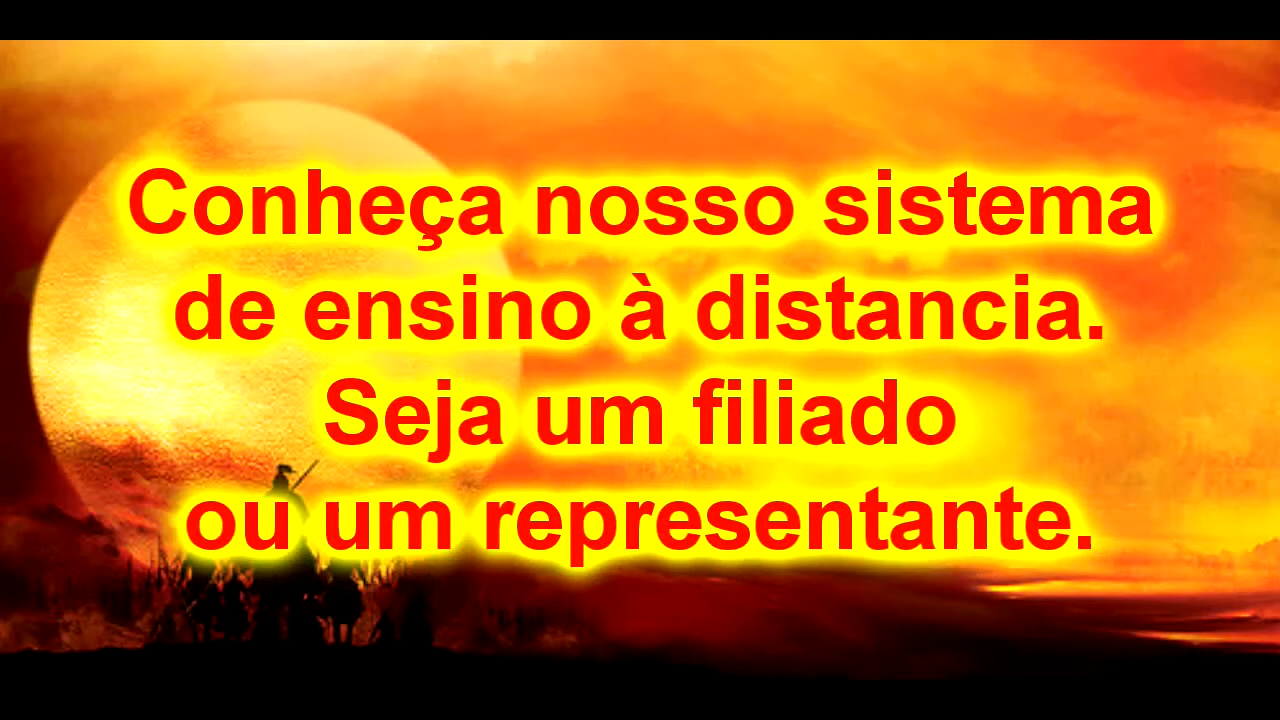 Conheça nosso sistema
de ensino à distancia.
Seja um filiado
ou um representante.